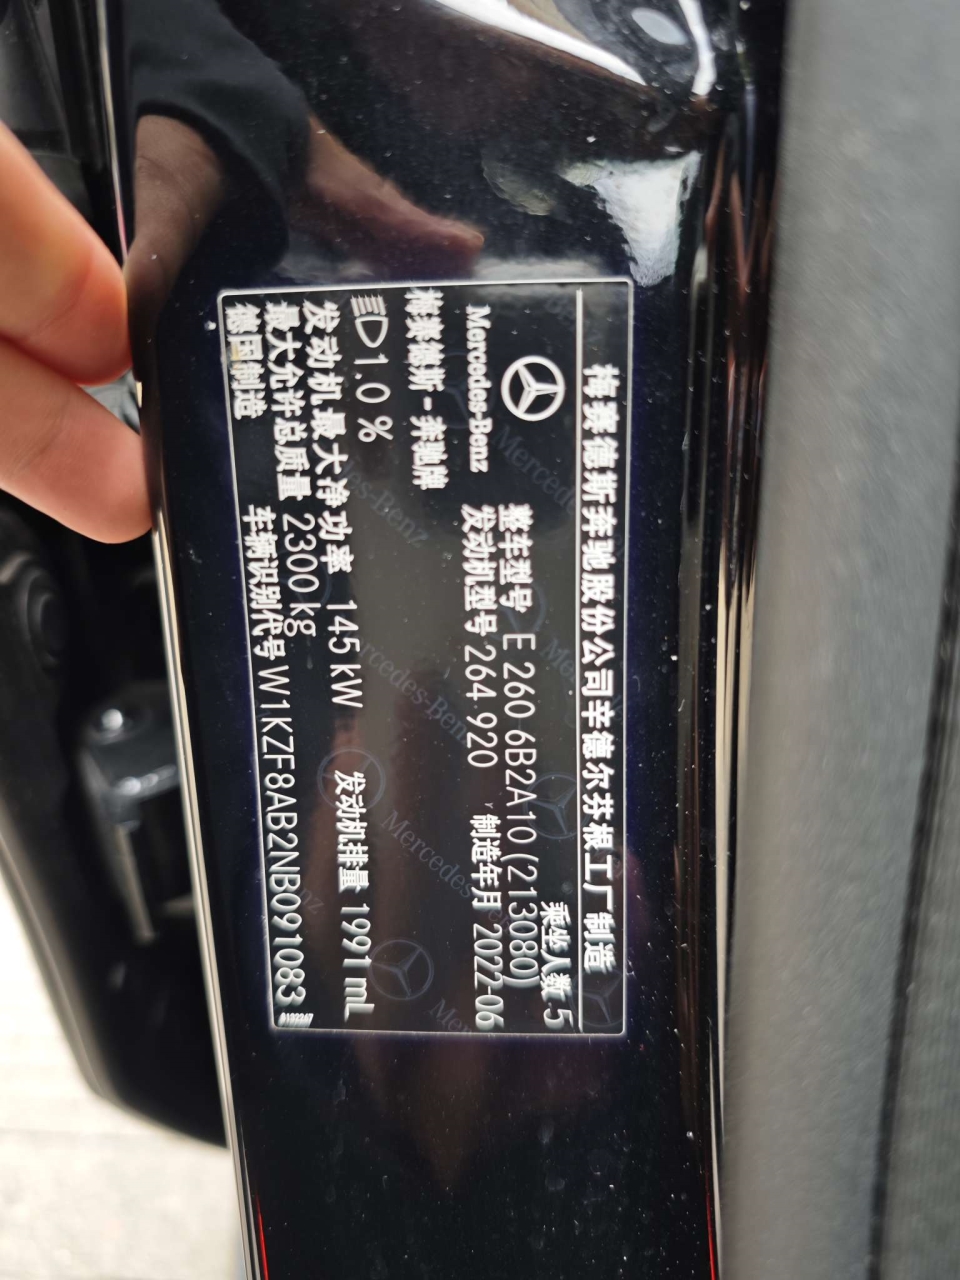 梅赛德斯奔驰股份公司辛德尔芬根工厂制造
乘坐人数 5
Mercedes-Benz
整车型号 E 260 6B2A10(213080)
发动机型号 264 920
制造年月 2022-06
梅赛德斯-奔驰牌
1.0 %
发动机最大净功率 145 kW
发动机排量 1991 mL
最大允许总质量 2300 kg
德国制造
车辆识别代号 W1KZF8AB2NB091083